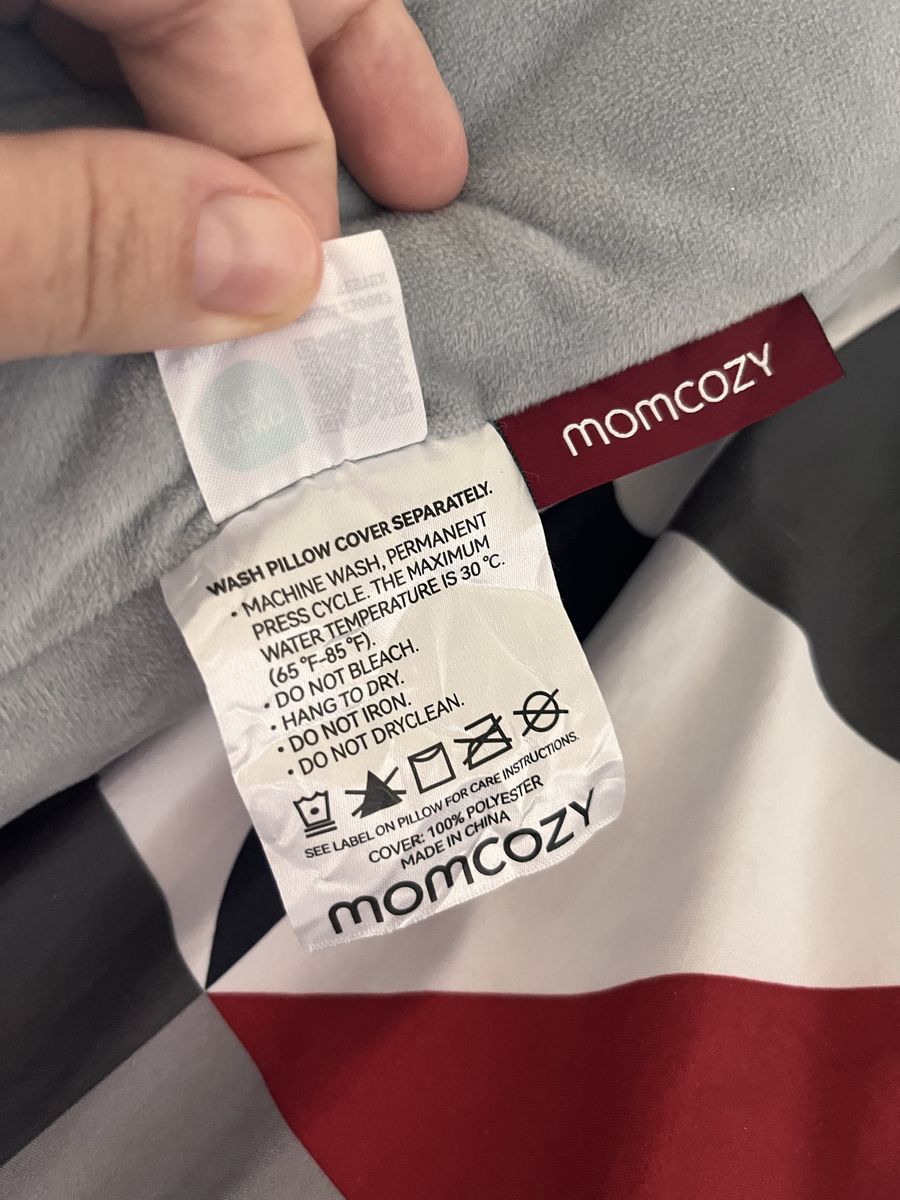 momcozy
WASH PILLOW COVER SEPARATELY.
• MACHINE WASH, PERMANENT
PRESS CYCLE. THE MAXIMUM
WATER TEMPERATURE IS 30 °C.
(65 °F-85 °F).
• DO NOT BLEACH.
• HANG TO DRY.
• DO NOT IRON.
• DO NOT DRYCLEAN.
SEE LABEL ON PILLOW FOR CARE INSTRUCTIONS.
COVER: 100% POLYESTER
MADE IN CHINA
momcozy